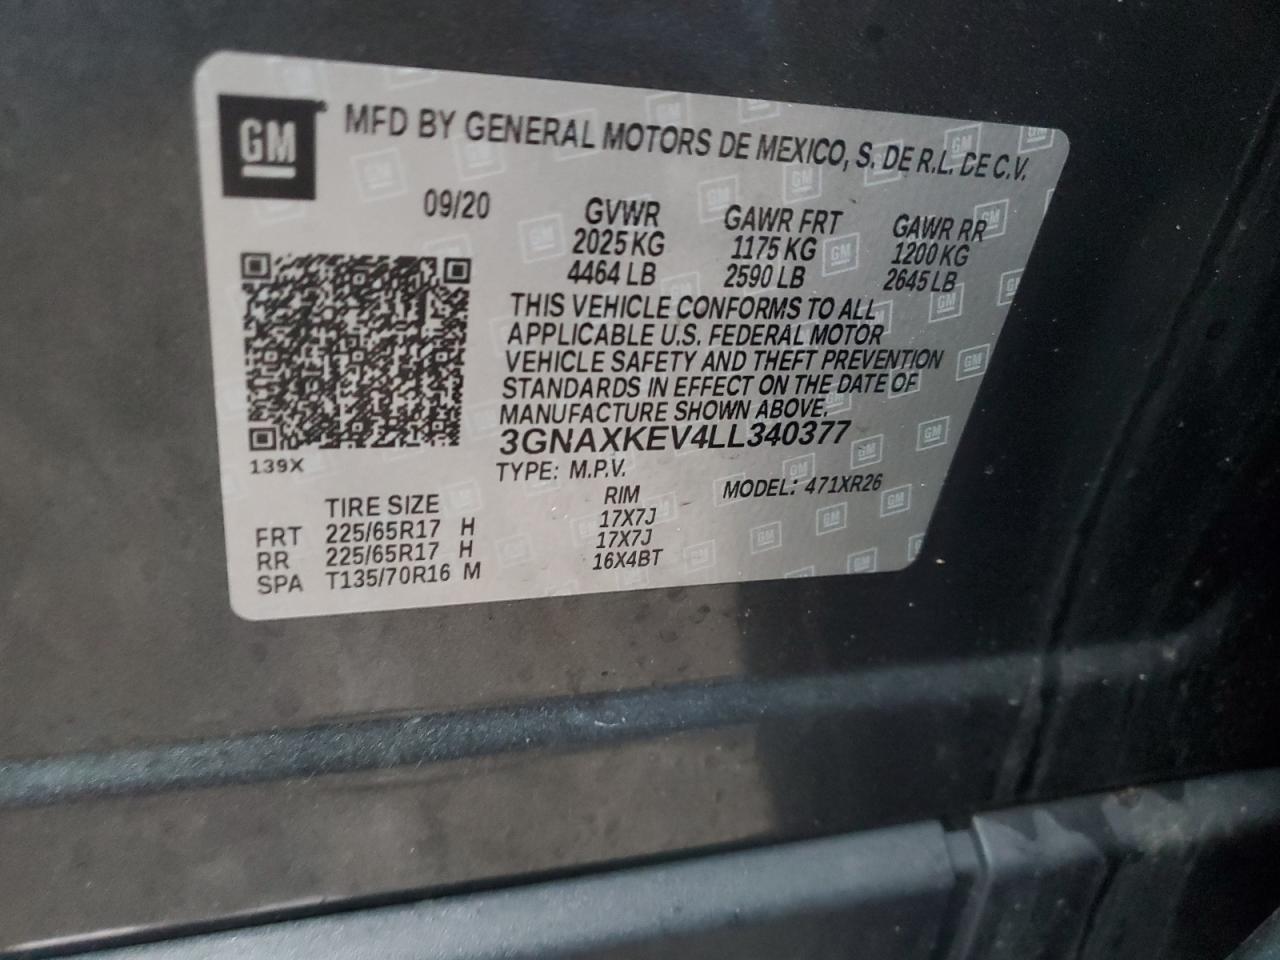 GM
MFD BY GENERAL MOTORS DE MEXICO, S. DE R.L. DE C.V.
09/20
GVWR GAWR FRT GAWR RR
2025 KG 1175 KG 1200 KG
4464 LB 2590 LB 2645 LB
THIS VEHICLE CONFORMS TO ALL
APPLICABLE U.S. FEDERAL MOTOR
VEHICLE SAFETY AND THEFT PREVENTION
STANDARDS IN EFFECT ON THE DATE OF
MANUFACTURE SHOWN ABOVE.
3GNAXKEV4LL340377
139X
TYPE: M.P.V. MODEL: 471XR26
TIRE SIZE RIM
FRT 225/65R17 H 17X7J
RR 225/65R17 H 17X7J
SPA T135/70R16 M 16X4BT